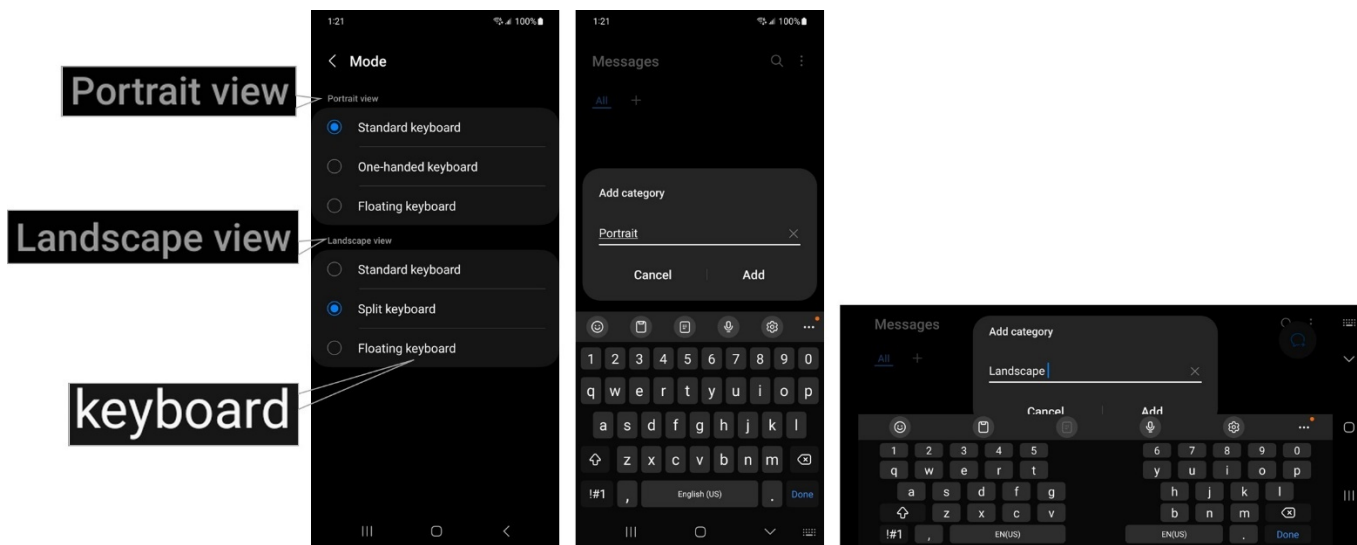 Portrait view
Landscape view
keyboard
1:21
100%
Mode
Portrait view
Standard keyboard
One-handed keyboard
Floating keyboard
Landscape view
Standard keyboard
Split keyboard
Floating keyboard
1:21
100%
Messages
All +
Add category
Portrait
Cancel Add
1 2 3 4 5 6 7 8 9 0
q w e r t y u i o p
a s d f g h j k l
z x c v b n m
!#1 , English (US) . Done
Messages
All +
Add category
Landscape
Cancel Add
1 2 3 4 5 6 7 8 9 0
q w e r t y u i o p
a s d f g h j k l
z x c v b n m
!#1 , EN(US) EN(US) . Done